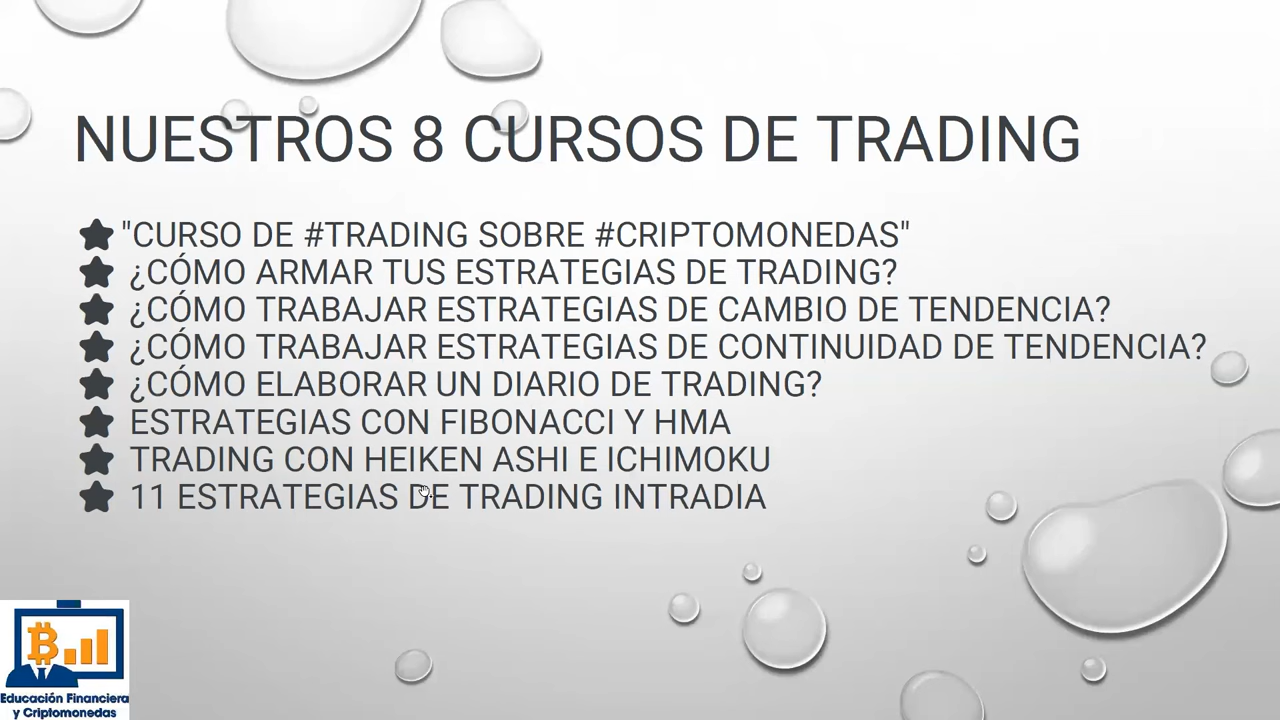 NUESTROS 8 CURSOS DE TRADING
"CURSO DE #TRADING SOBRE #CRIPTOMONEDAS"
¿CÓMO ARMAR TUS ESTRATEGIAS DE TRADING?
¿CÓMO TRABAJAR ESTRATEGIAS DE CAMBIO DE TENDENCIA?
¿CÓMO TRABAJAR ESTRATEGIAS DE CONTINUIDAD DE TENDENCIA?
¿CÓMO ELABORAR UN DIARIO DE TRADING?
ESTRATEGIAS CON FIBONACCI Y HMA
TRADING CON HEIKEN ASHI E ICHIMOKU
11 ESTRATEGIAS DE TRADING INTRADIA
Educación Financiera
y Criptomonedas